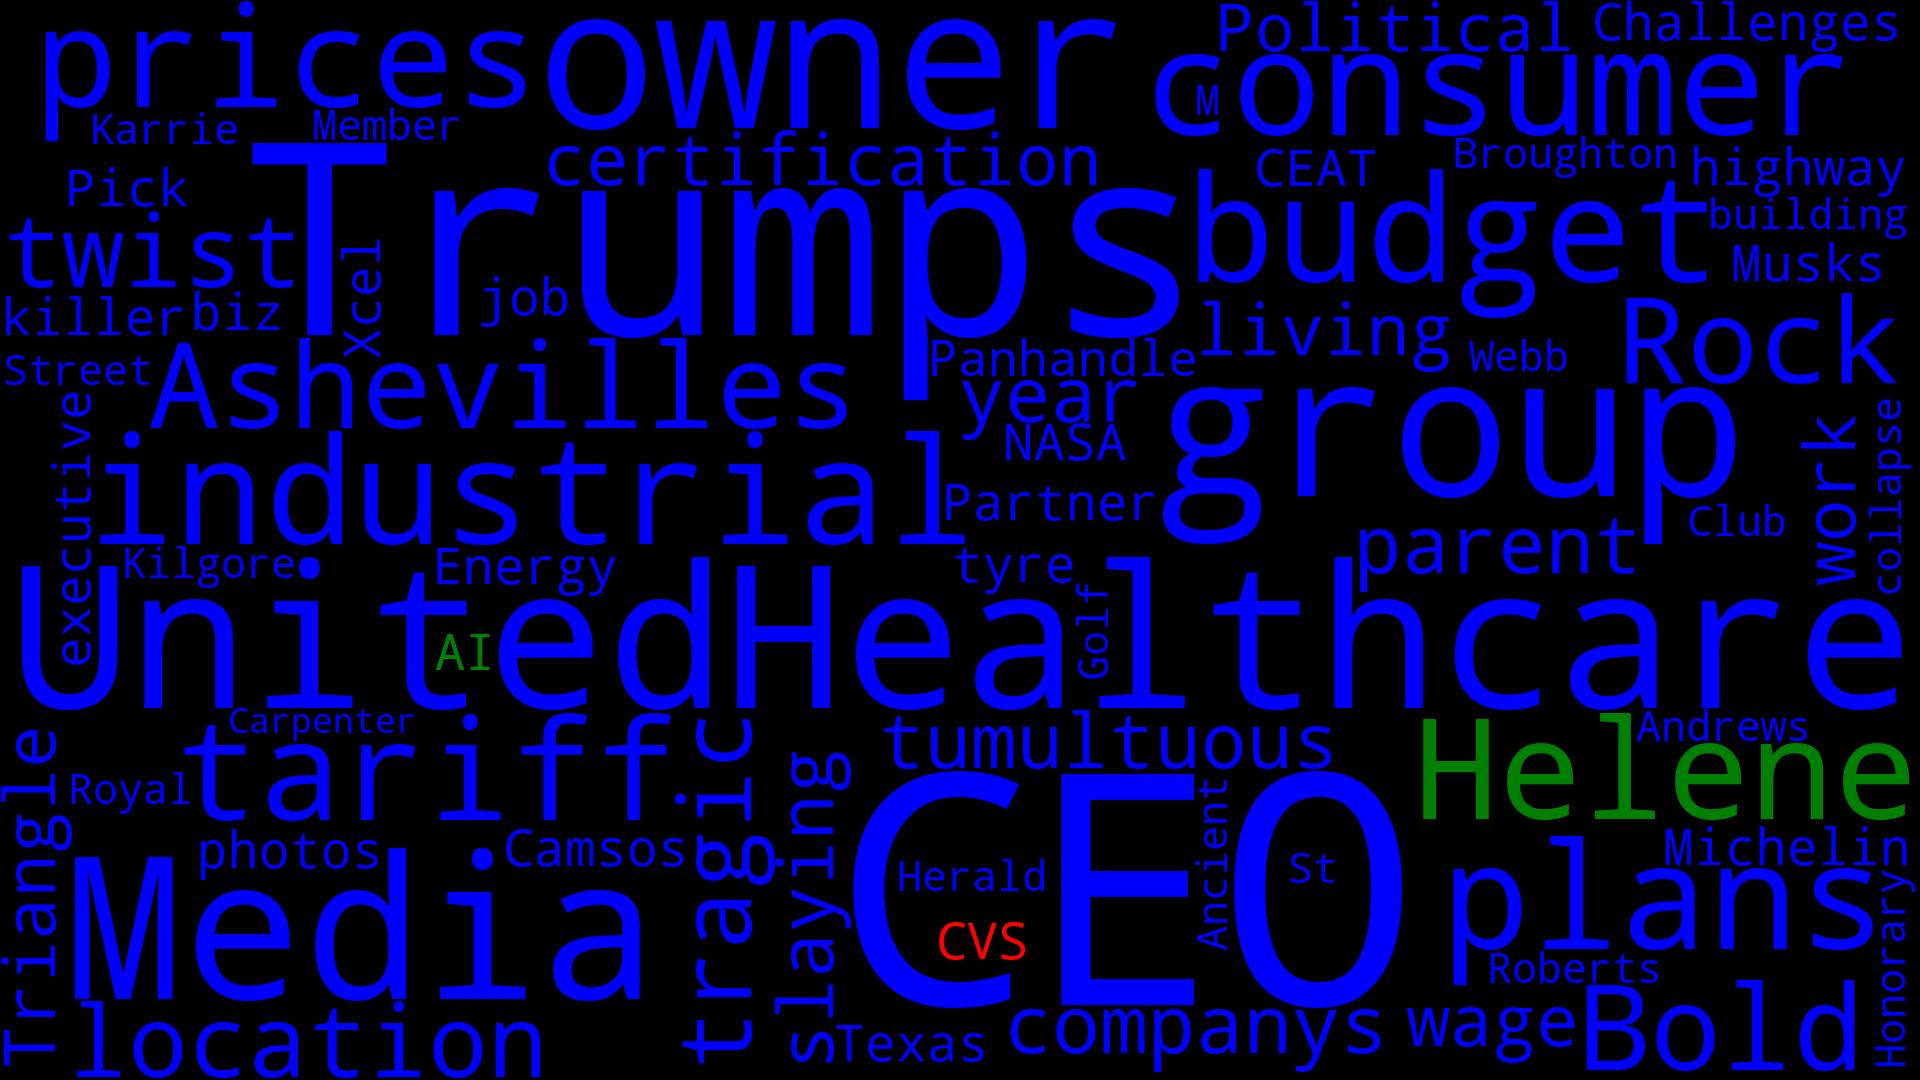 prices
owner
Political
Challenges
consumer
M
Karrie
Member
Trumps
certification
CEAT
Broughton
highway
Pick
budget
building
twist
Xcel
job
Musks
killer
biz
living
Rock
Street
Ashevilles
Panhandle
Webb
year
group
executive
industrial
NASA
work
collapse
Partner
Club
parent
Kilgore
Energy
tyre
UnitedHealthcare
AI
Golf
Carpenter
tariff
tragic
tumultuous
Helene
Andrews
Triangle
Royal
slaying
CEO
Ancient
photos
Camsos
Herald
St
Michelin
Media
plans
CVS
Honorary
Roberts
location
Texas
companys
wage
Bold